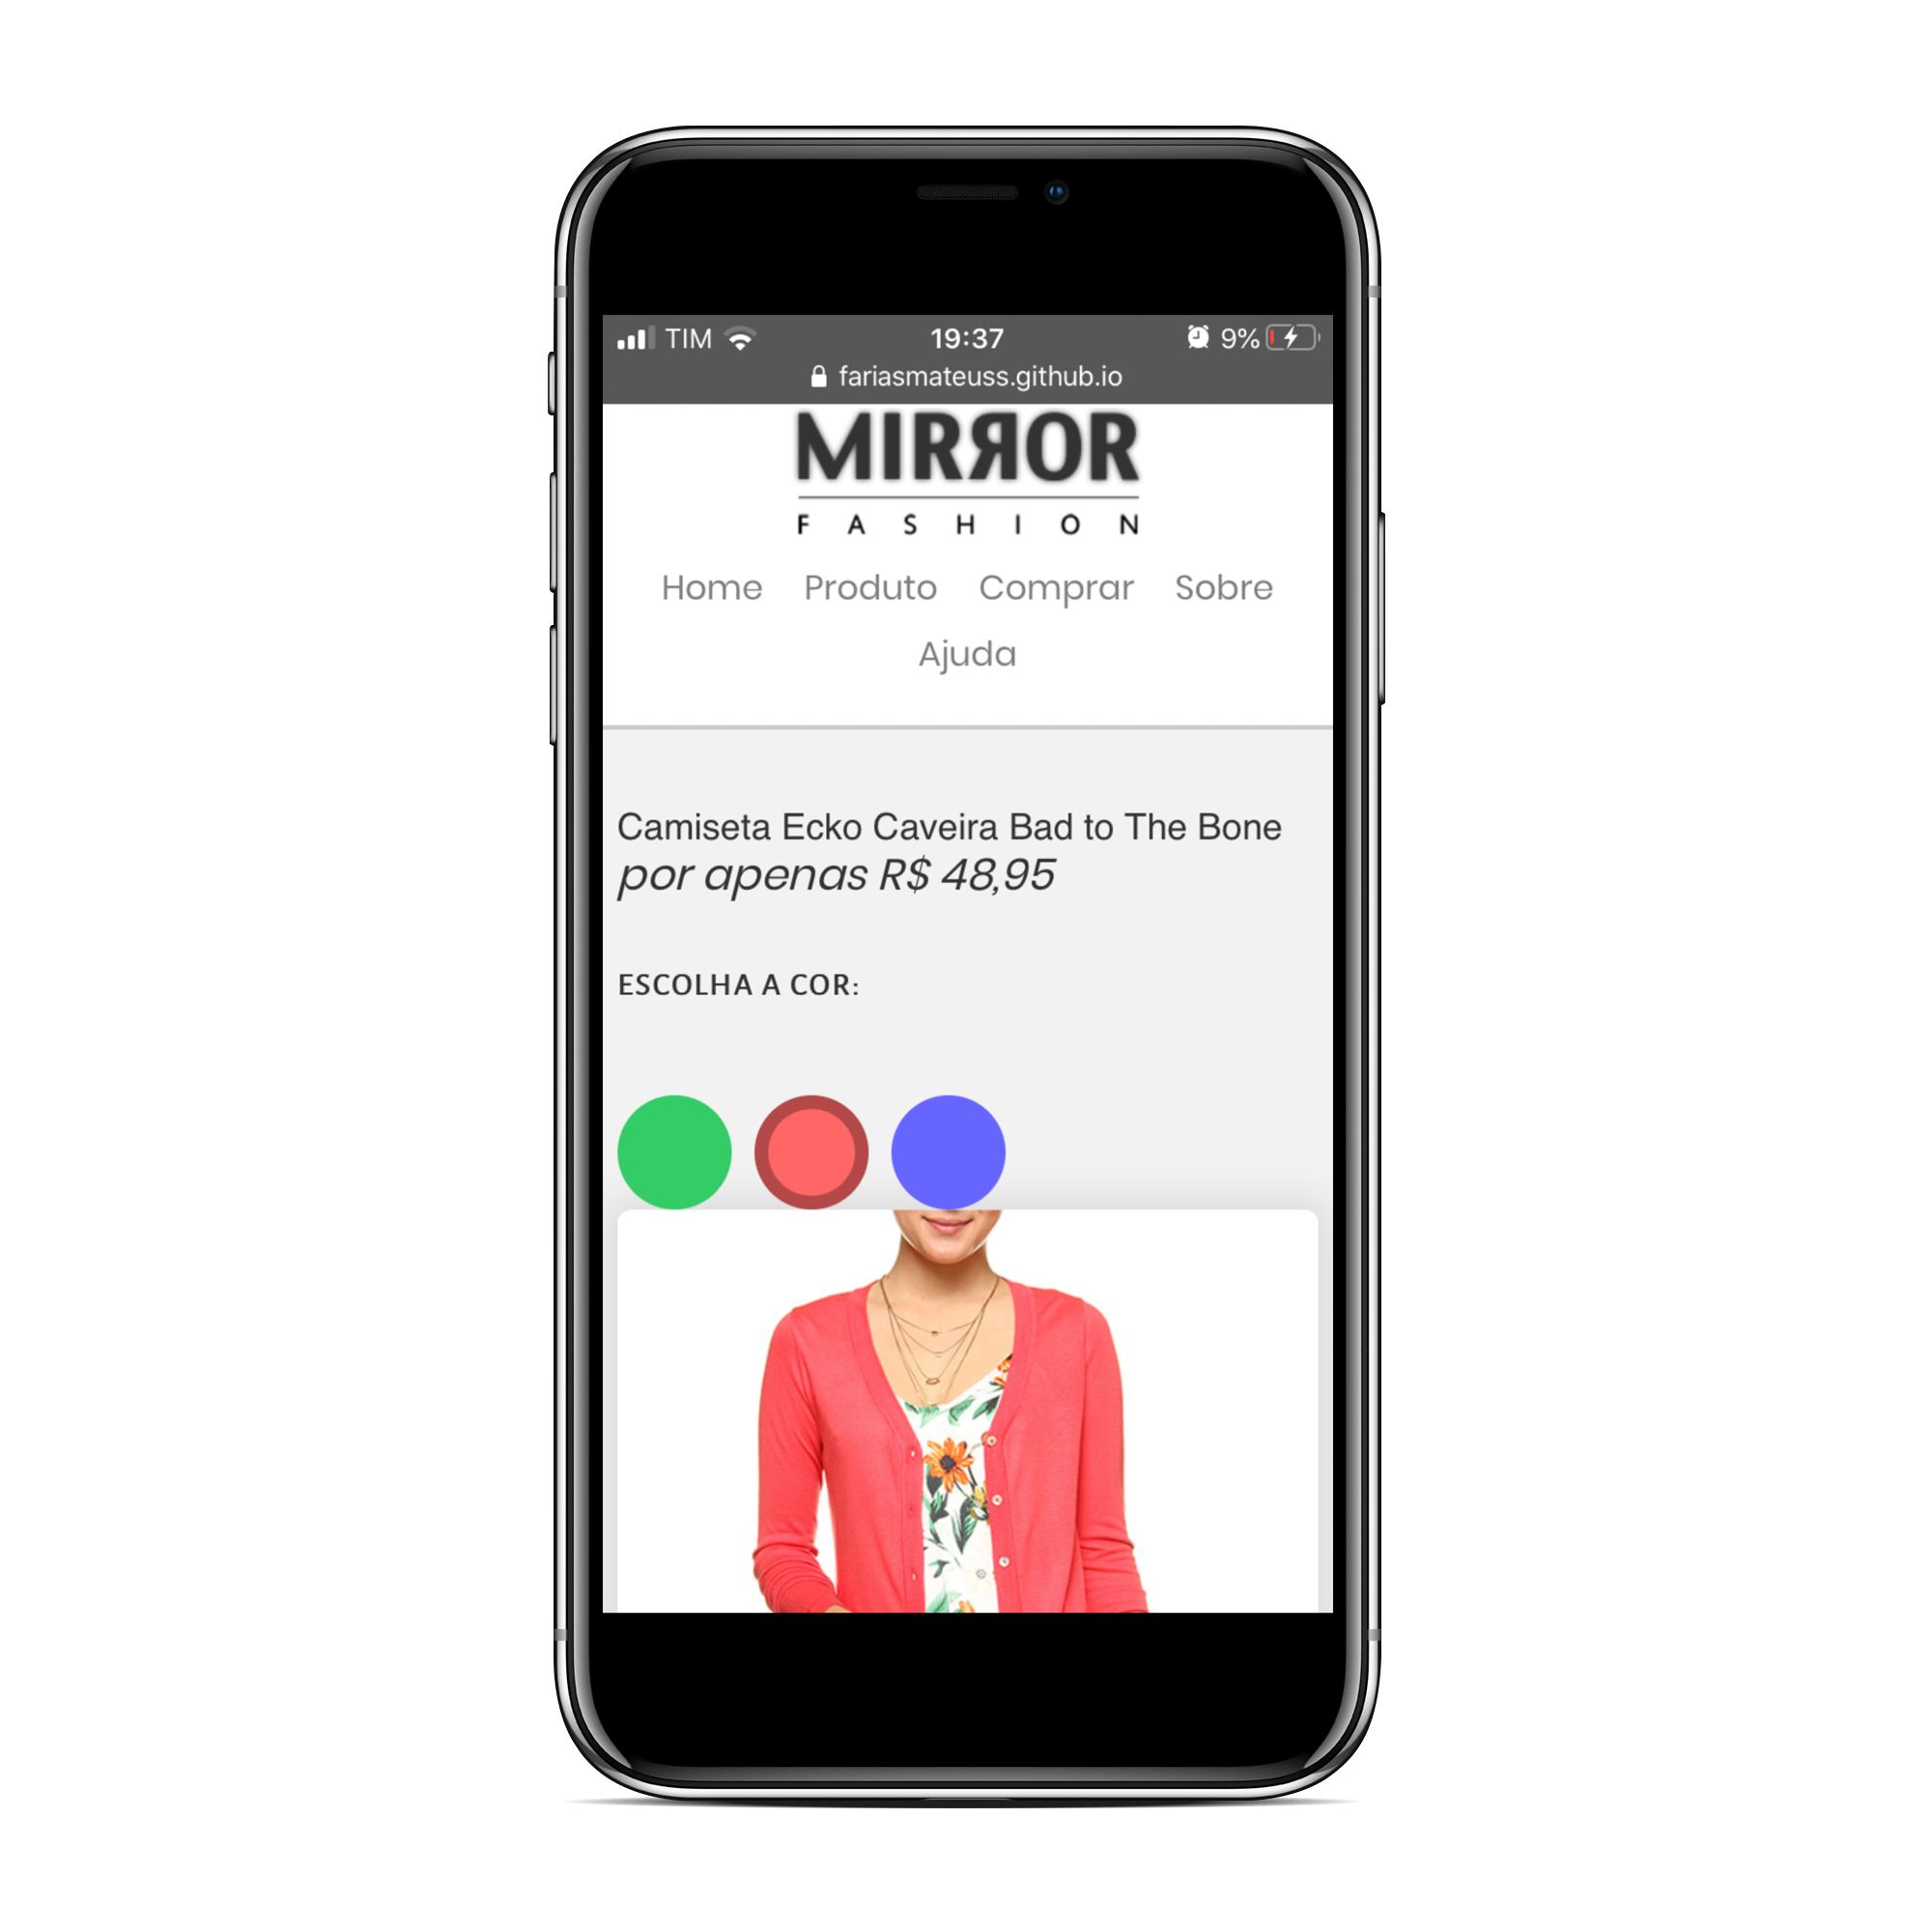 TIM 19:37 9%
fariasmateuss.github.io
MIRROR
FASHION
Home Produto Comprar Sobre
Ajuda
Camiseta Ecko Caveira Bad to The Bone
por apenas R$ 48,95
ESCOLHA A COR: